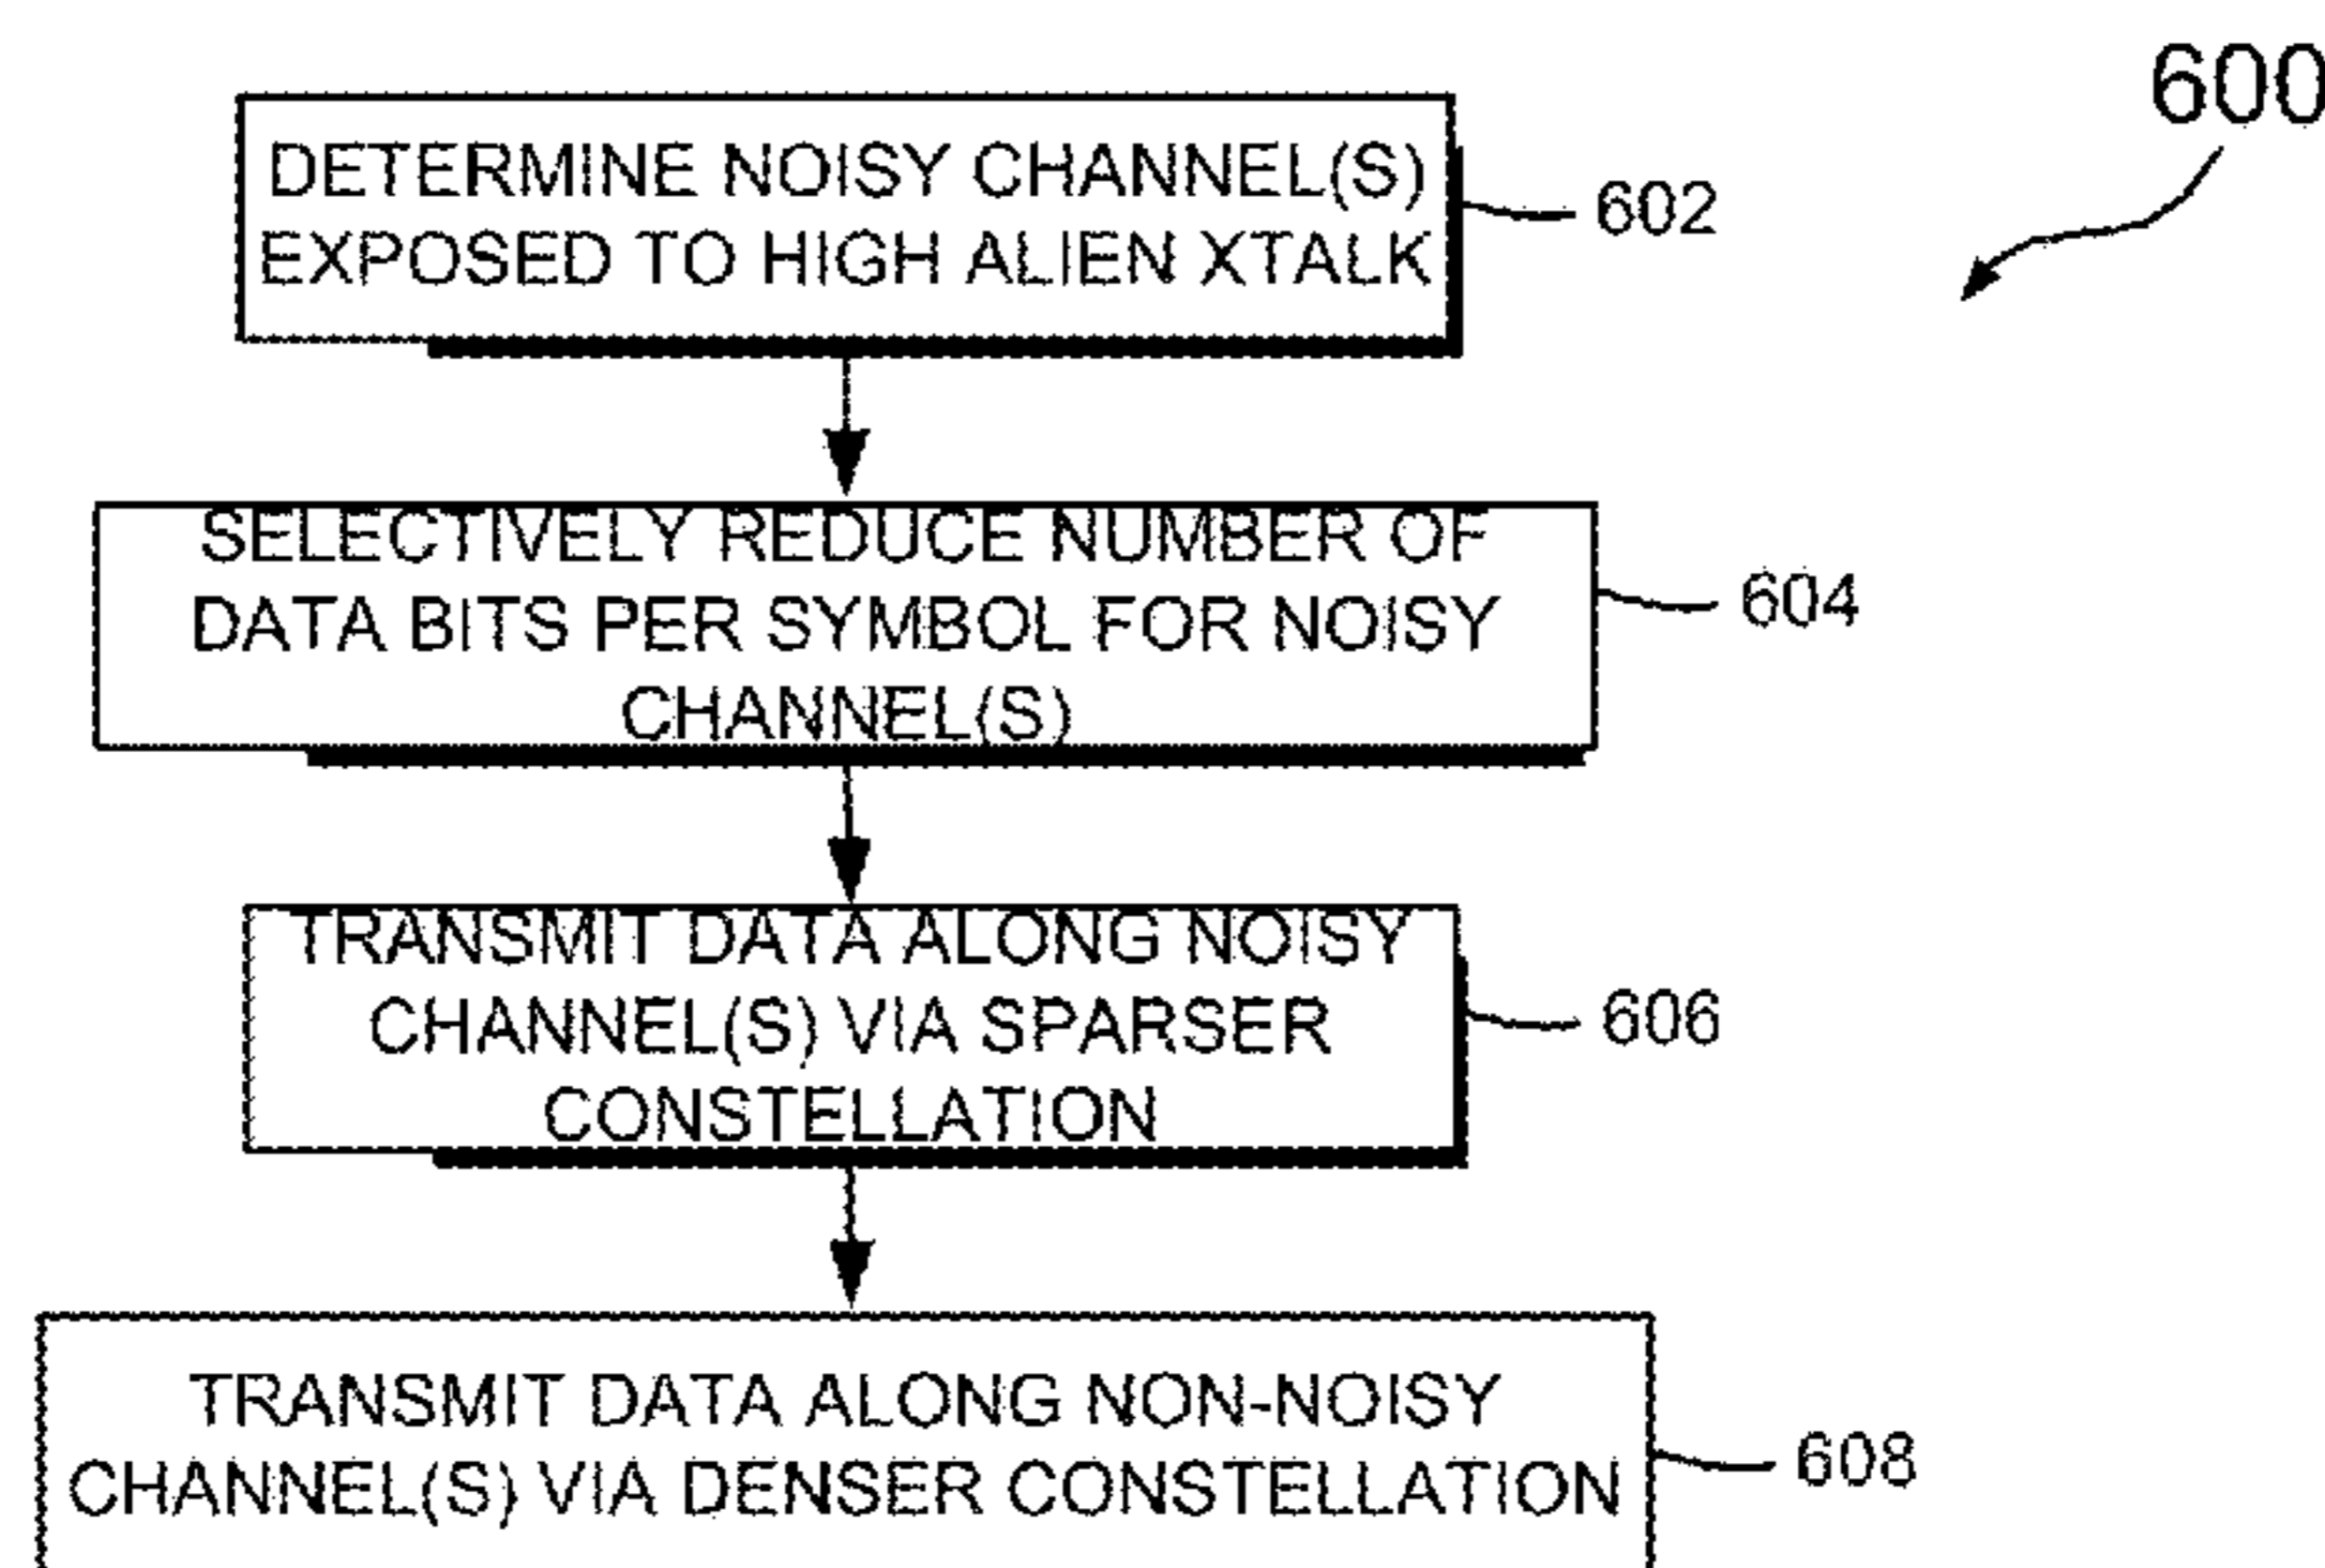 600
DETERMINE NOISY CHANNEL(S)
EXPOSED TO HIGH ALIEN XTALK
602
SELECTIVELY REDUCE NUMBER OF
DATA BITS PER SYMBOL FOR NOISY
CHANNEL(S)
604
TRANSMIT DATA ALONG NOISY
CHANNEL(S) VIA SPARSER
CONSTELLATION
606
TRANSMIT DATA ALONG NON-NOISY
CHANNEL(S) VIA DENSER CONSTELLATION
608